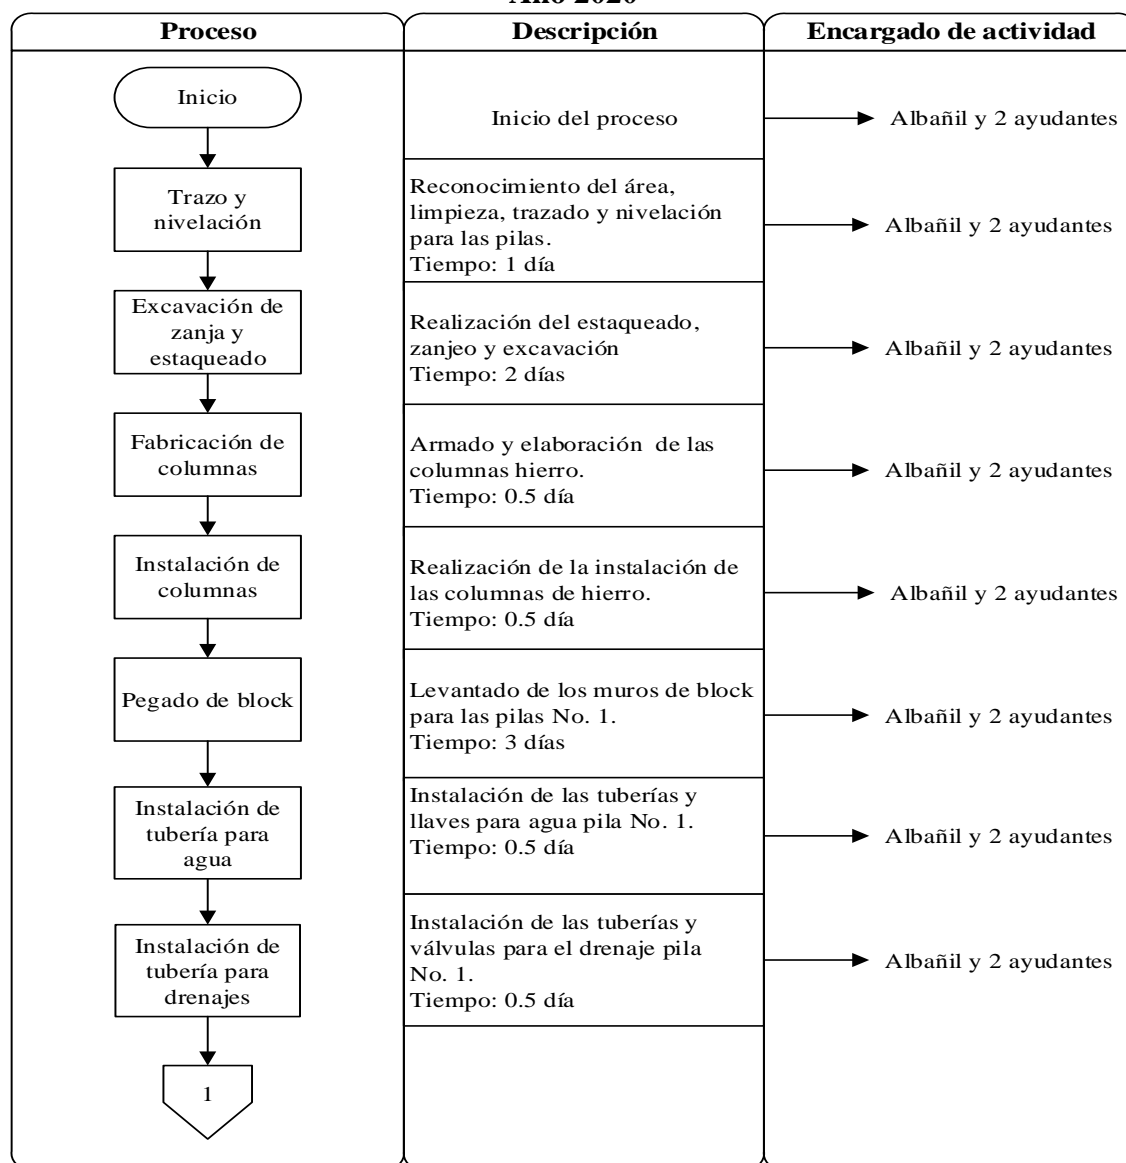 Año 2020
Proceso
Descripción
Encargado de actividad
Inicio
Inicio del proceso
Albañil y 2 ayudantes
Trazo y
nivelación
Reconocimiento del área,
limpieza, trazado y nivelación
para las pilas.
Tiempo: 1 día
Albañil y 2 ayudantes
Excavación de
zanja y
estaqueado
Realización del estaqueado,
zanjeo y excavación
Tiempo: 2 días
Albañil y 2 ayudantes
Fabricación de
columnas
Armado y elaboración de las
columnas hierro.
Tiempo: 0.5 día
Albañil y 2 ayudantes
Instalación de
columnas
Realización de la instalación de
las columnas de hierro.
Tiempo: 0.5 día
Albañil y 2 ayudantes
Pegado de block
Levantado de los muros de block
para las pilas No. 1.
Tiempo: 3 días
Albañil y 2 ayudantes
Instalación de
tubería para
agua
Instalación de las tuberías y
llaves para agua pila No. 1.
Tiempo: 0.5 día
Albañil y 2 ayudantes
Instalación de
tubería para
drenajes
Instalación de las tuberías y
válvulas para el drenaje pila
No. 1.
Tiempo: 0.5 día
Albañil y 2 ayudantes
1